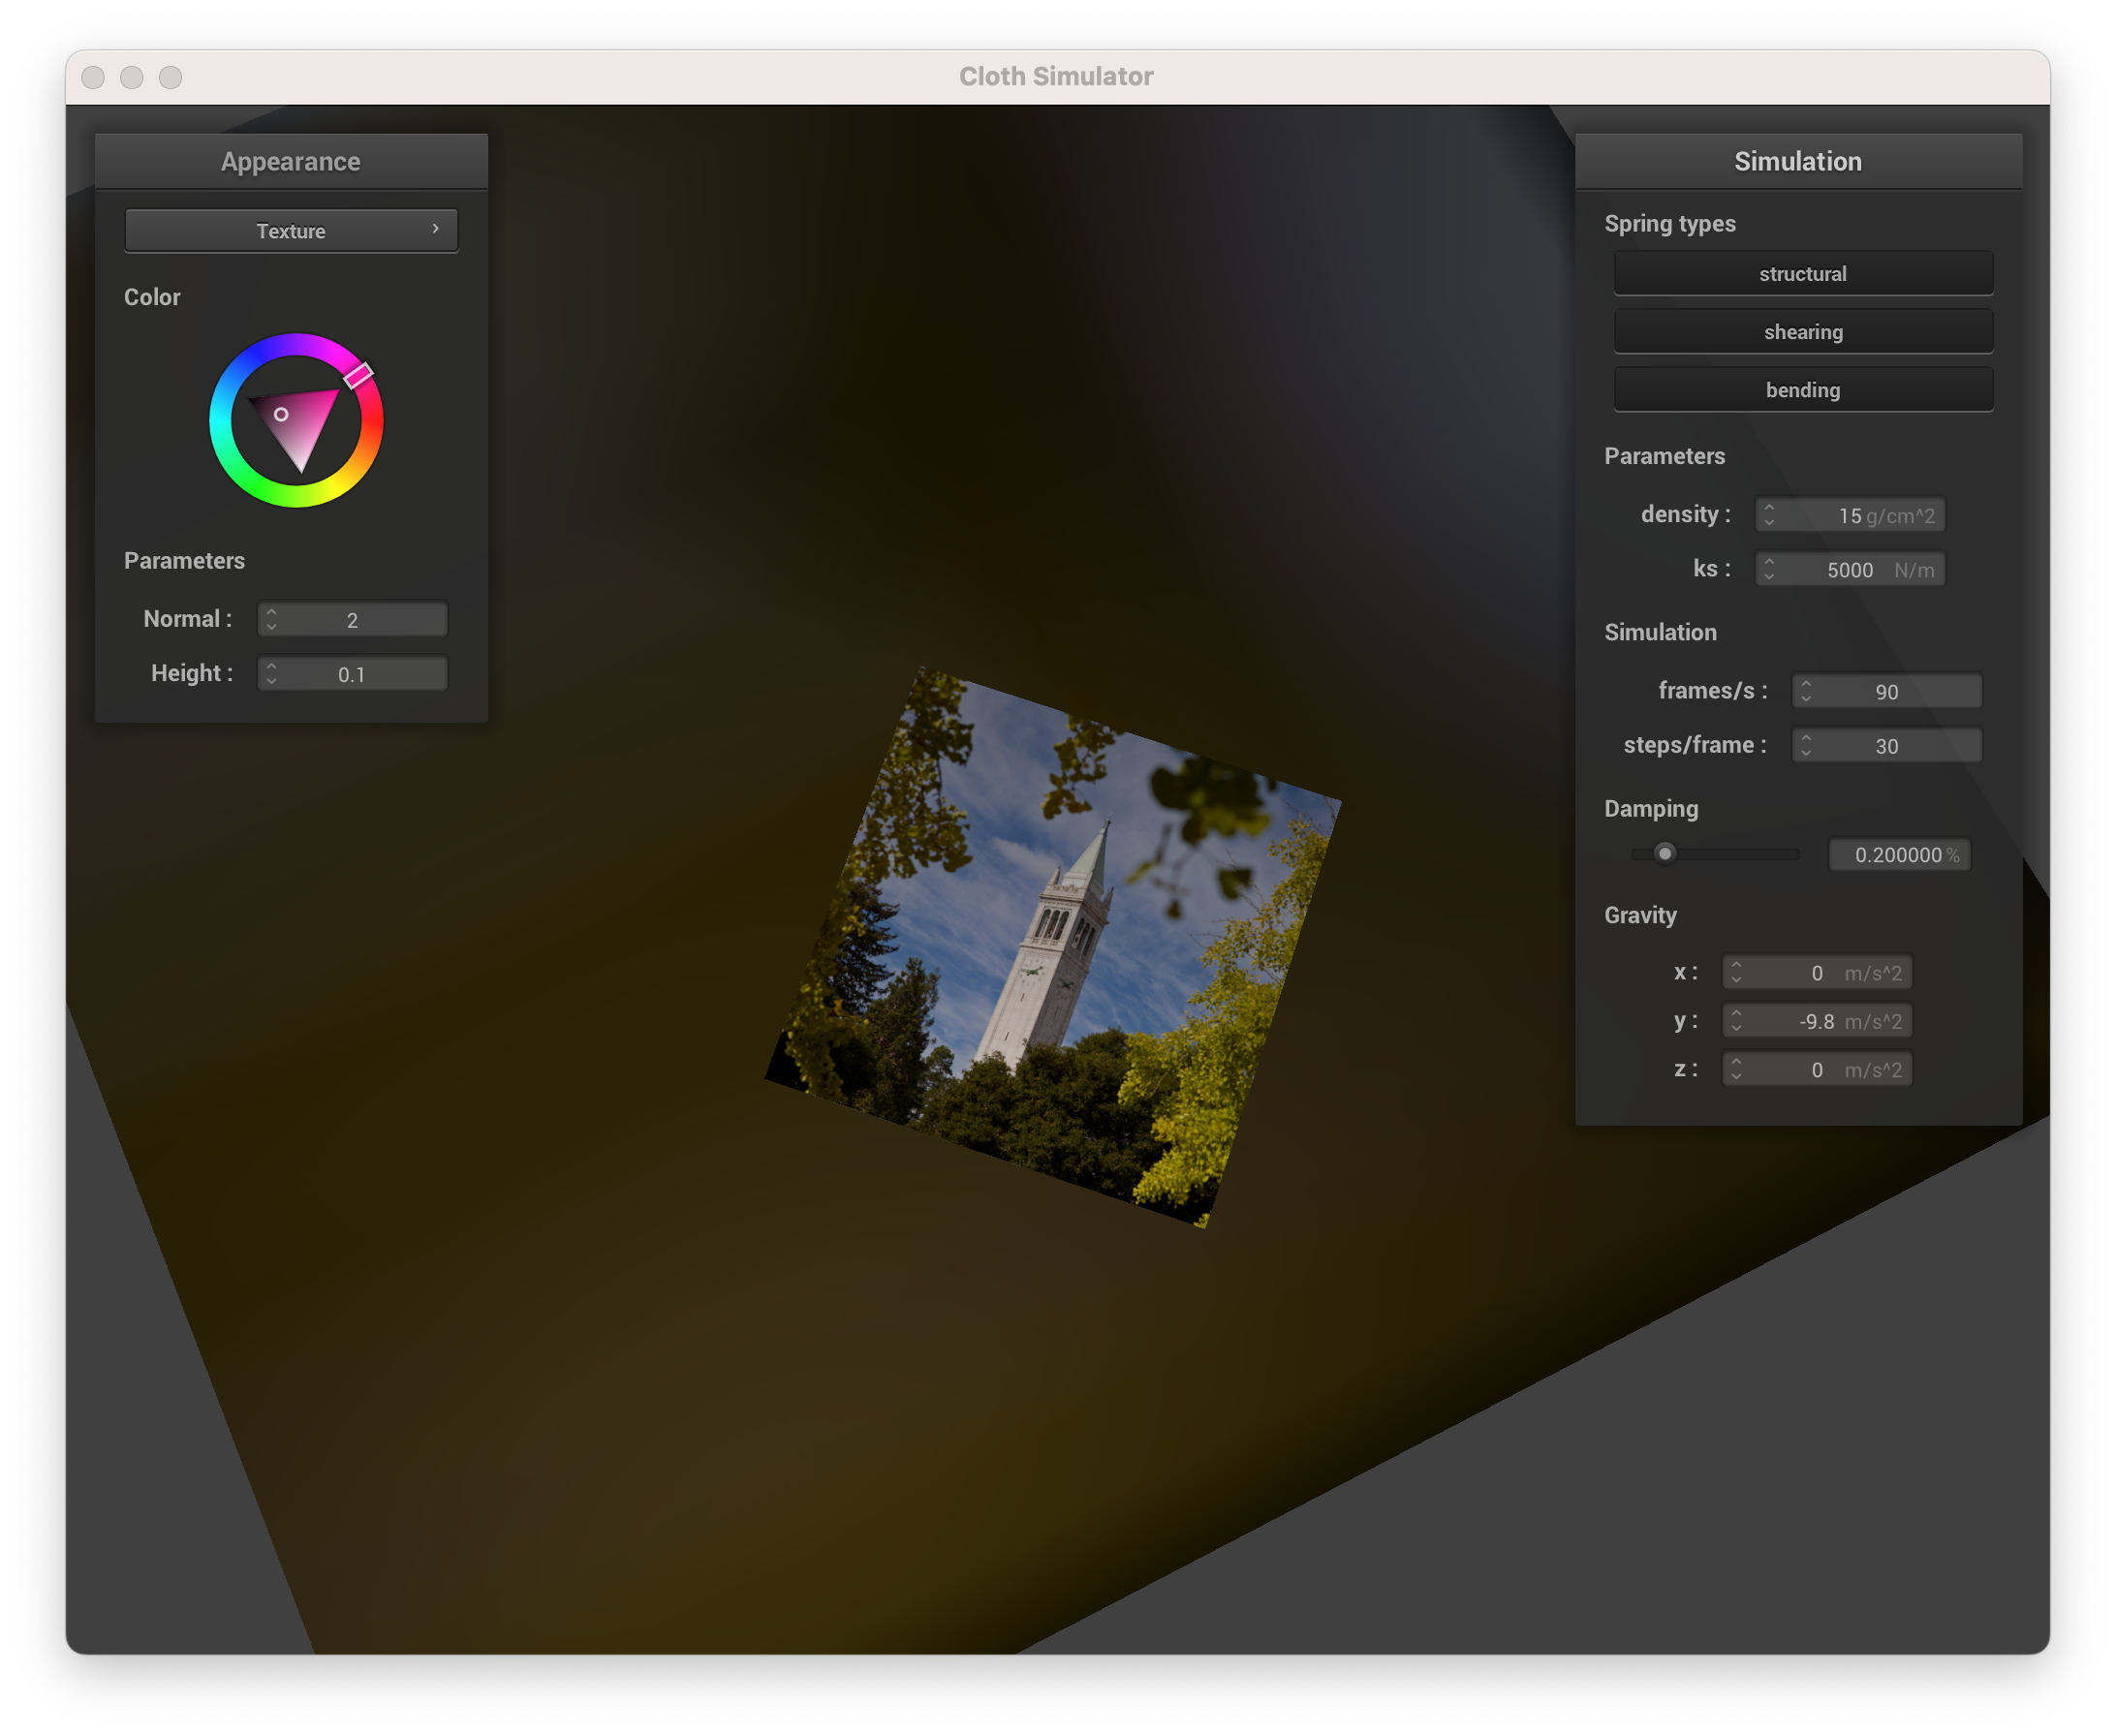 Cloth Simulator
Appearance
Texture
Color
Parameters
Normal : 2
Height : 0.1
Simulation
Spring types
structural
shearing
bending
Parameters
density : 15 g/cm^2
ks : 5000 N/m
Simulation
frames/s : 90
steps/frame : 30
Damping
0.200000 %
Gravity
x : 0 m/s^2
y : -9.8 m/s^2
z : 0 m/s^2